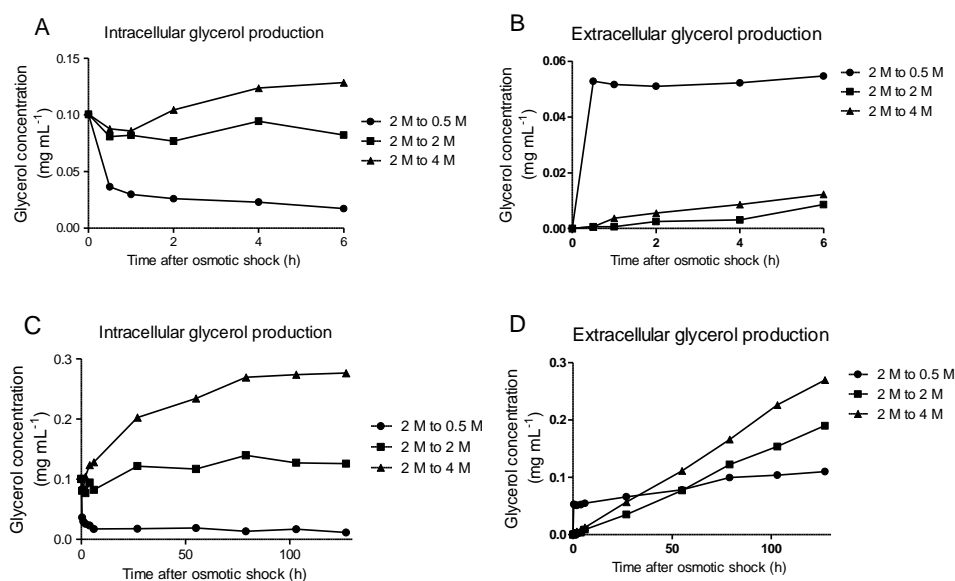 A
Intracellular glycerol production
Glycerol concentration
(mg mL⁻¹)
0.15
0.10
0.05
0.00
0 2 4 6
Time after osmotic shock (h)
2 M to 0.5 M
2 M to 2 M
2 M to 4 M
B
Extracellular glycerol production
Glycerol concentration
(mg mL⁻¹)
0.06
0.04
0.02
0.00
0 2 4 6
Time after osmotic shock (h)
2 M to 0.5 M
2 M to 2 M
2 M to 4 M
C
Intracellular glycerol production
Glycerol concentration
(mg mL⁻¹)
0.3
0.2
0.1
0.0
0 50 100
Time after osmotic shock (h)
2 M to 0.5 M
2 M to 2 M
2 M to 4 M
D
Extracellular glycerol production
Glycerol concentration
(mg mL⁻¹)
0.3
0.2
0.1
0.0
0 50 100
Time after osmotic shock (h)
2 M to 0.5 M
2 M to 2 M
2 M to 4 M